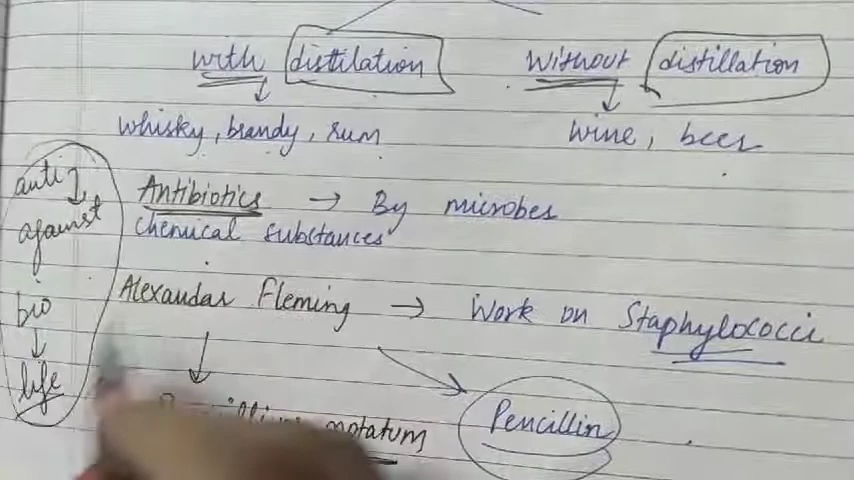 with distillation without distillation
whisky, brandy, rum wine, beer
anti Antibiotics → By microbes
against chemical substances
Alexandar Fleming → Work on Staphylococci
bio
life
notatum Pencillin